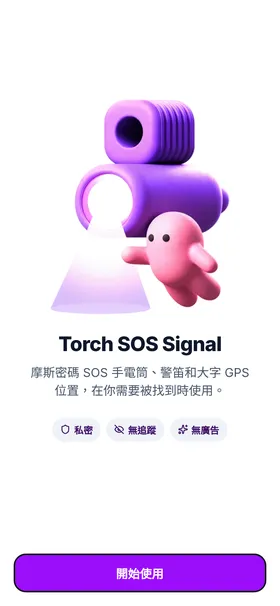 Torch SOS Signal
摩斯密碼 SOS 手電筒、警笛和大字 GPS
位置，在你需要被找到時使用。
私密 無追蹤 無廣告
開始使用